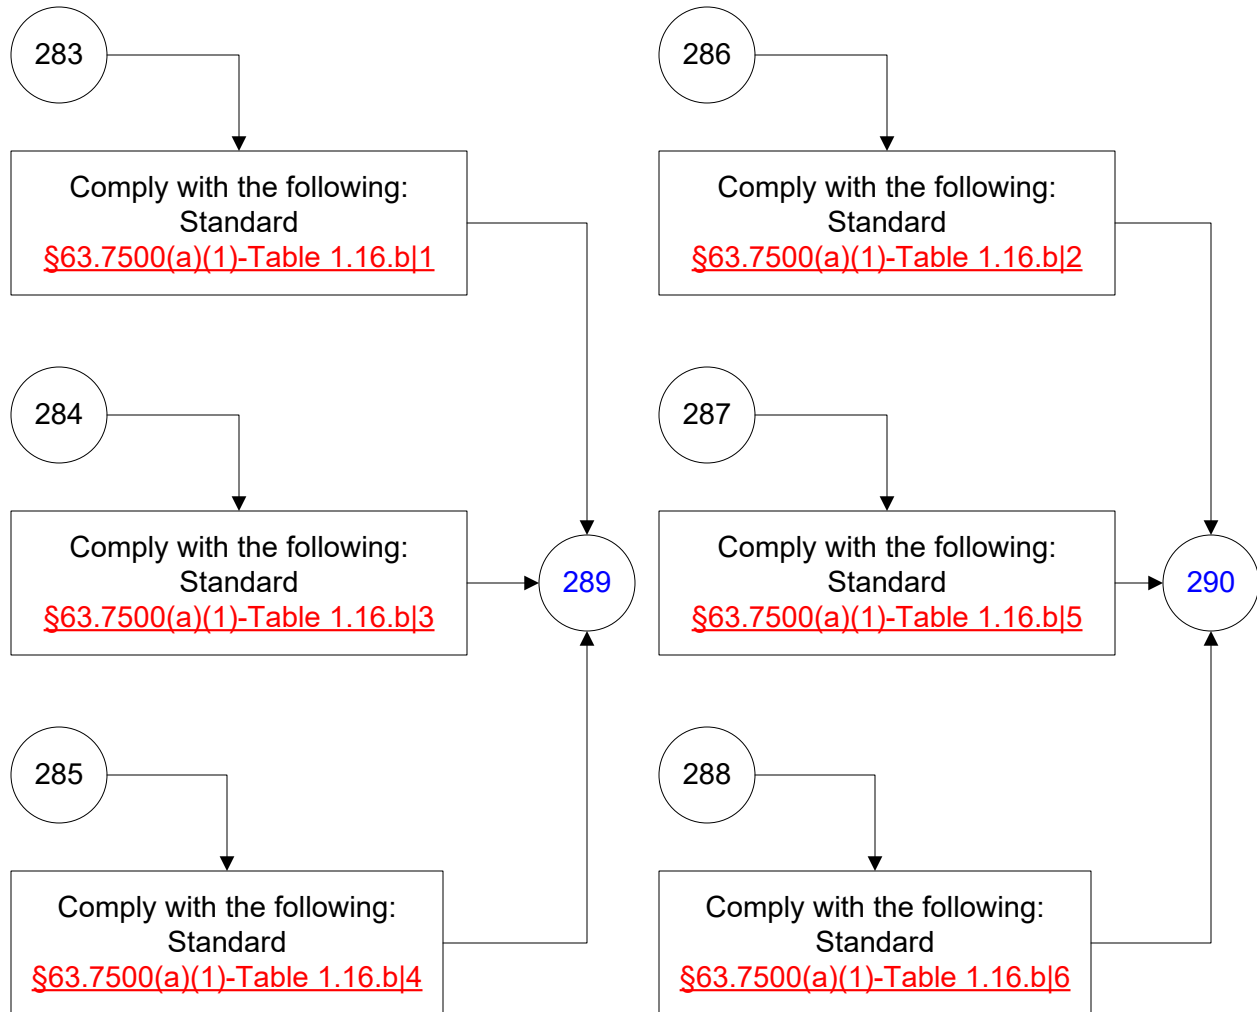 283
Comply with the following:
Standard
§63.7500(a)(1)-Table 1.16.b|1
284
Comply with the following:
Standard
§63.7500(a)(1)-Table 1.16.b|3
289
285
Comply with the following:
Standard
§63.7500(a)(1)-Table 1.16.b|4
286
Comply with the following:
Standard
§63.7500(a)(1)-Table 1.16.b|2
287
Comply with the following:
Standard
§63.7500(a)(1)-Table 1.16.b|5
290
288
Comply with the following:
Standard
§63.7500(a)(1)-Table 1.16.b|6